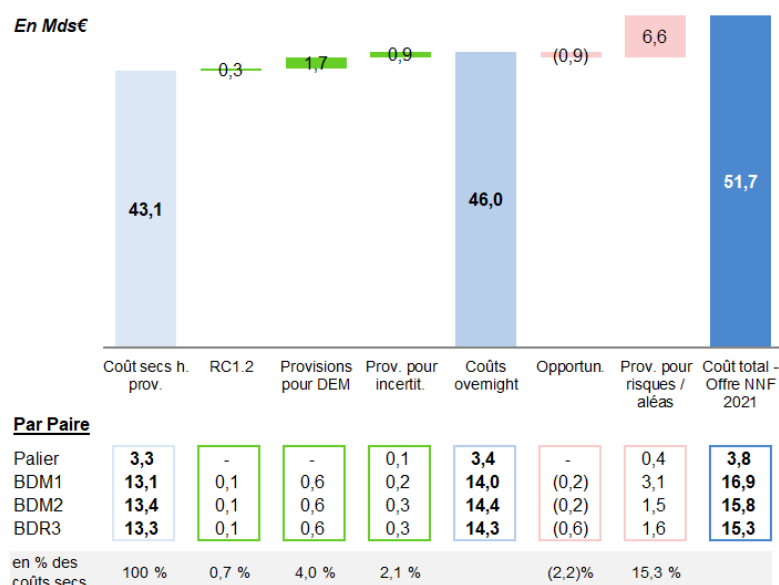 En Mds€
43,1
0,3
1,7
0,9
46,0
(0,9)
6,6
51,7
Coût secs h. prov.
RC1.2
Provisions pour DEM
Prov. pour incertit.
Coûts overnight
Opportun.
Prov. pour risques / aléas
Coût total - Offre NNF 2021
Par Paire
Palier 3,3 - - 0,1 3,4 - 0,4 3,8
BDM1 13,1 0,1 0,6 0,2 14,0 (0,2) 3,1 16,9
BDM2 13,4 0,1 0,6 0,3 14,4 (0,2) 1,5 15,8
BDR3 13,3 0,1 0,6 0,3 14,3 (0,6) 1,6 15,3
en % des coûts secs 100 % 0,7 % 4,0 % 2,1 % (2,2)% 15,3 %